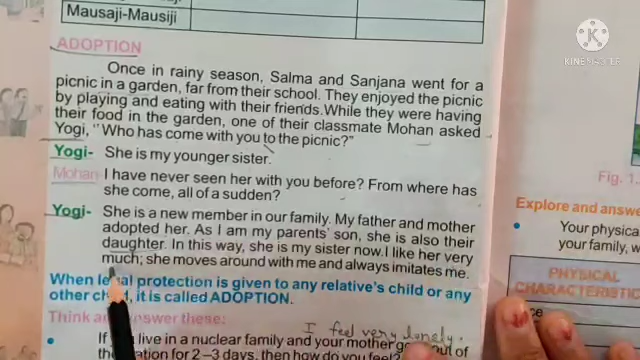 Mausaji-Mausiji
KINEMASTER
ADOPTION
Once in rainy season, Salma and Sanjana went for a
picnic in a garden, far from their school. They enjoyed the picnic
by playing and eating with their friends. While they were having
their food in the garden, one of their classmate Mohan asked
Yogi, "Who has come with you to the picnic?"
Yogi- She is my younger sister.
Mohan I have never seen her with you before? From where has
she come, all of a sudden?
Yogi- She is a new member in our family. My father and mother
adopted her. As I am my parents' son, she is also their
daughter. In this way, she is my sister now. I like her very
much; she moves around with me and always imitates me.
When legal protection is given to any relative's child or any
other it is called ADOPTION.
Think answer these:
I feel very lonely.
If live in a nuclear family and your mother out of
for 2-3 days, then how do you feel?
Fig. 1.
Explore and answe
Your physica
your family, w
PHYSICAL
CHARACTERISTIC